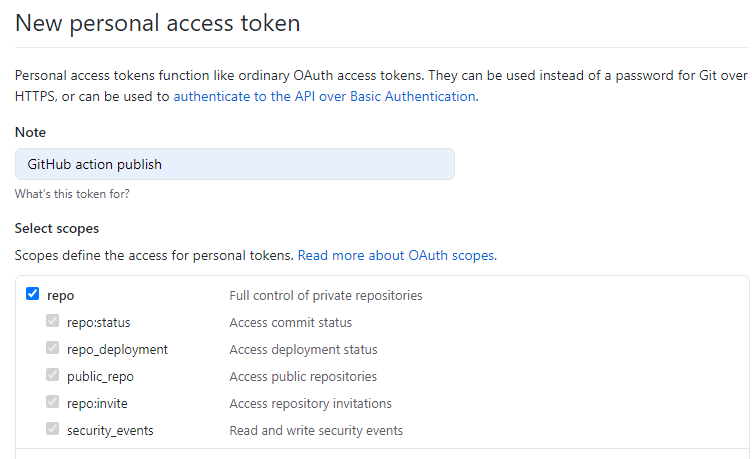 New personal access token
Personal access tokens function like ordinary OAuth access tokens. They can be used instead of a password for Git over
HTTPS, or can be used to authenticate to the API over Basic Authentication.
Note
GitHub action publish
What's this token for?
Select scopes
Scopes define the access for personal tokens. Read more about OAuth scopes.
repo Full control of private repositories
repo:status Access commit status
repo_deployment Access deployment status
public_repo Access public repositories
repo:invite Access repository invitations
security_events Read and write security events